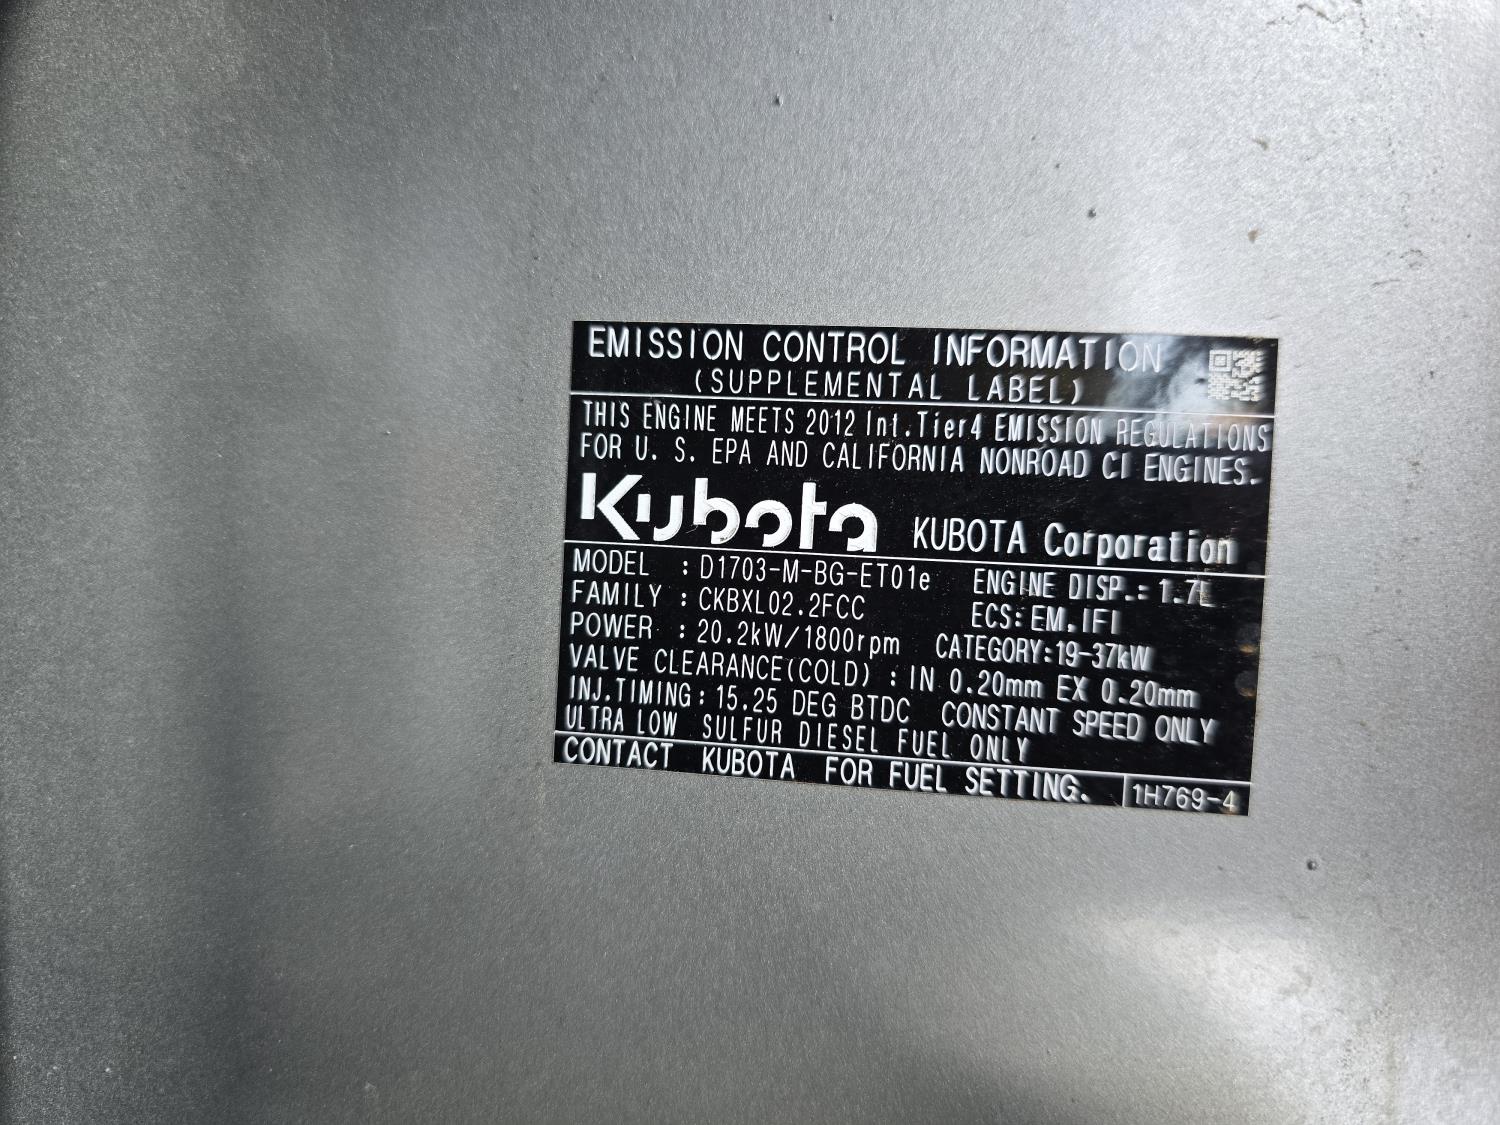 EMISSION CONTROL INFORMATION
(SUPPLEMENTAL LABEL)
THIS ENGINE MEETS 2012 Int.Tier4 EMISSION REGULATIONS
FOR U. S. EPA AND CALIFORNIA NONROAD CI ENGINES.
Kubota KUBOTA Corporation
MODEL : D1703-M-BG-ET01e ENGINE DISP.: 1.7L
FAMILY : CKBXL02.2FCC ECS: EM.IFI
POWER : 20.2kW/1800rpm CATEGORY:19-37kW
VALVE CLEARANCE(COLD) : IN 0.20mm EX 0.20mm
INJ.TIMING: 15.25 DEG BTDC CONSTANT SPEED ONLY
ULTRA LOW SULFUR DIESEL FUEL ONLY
CONTACT KUBOTA FOR FUEL SETTING. 1H769-4